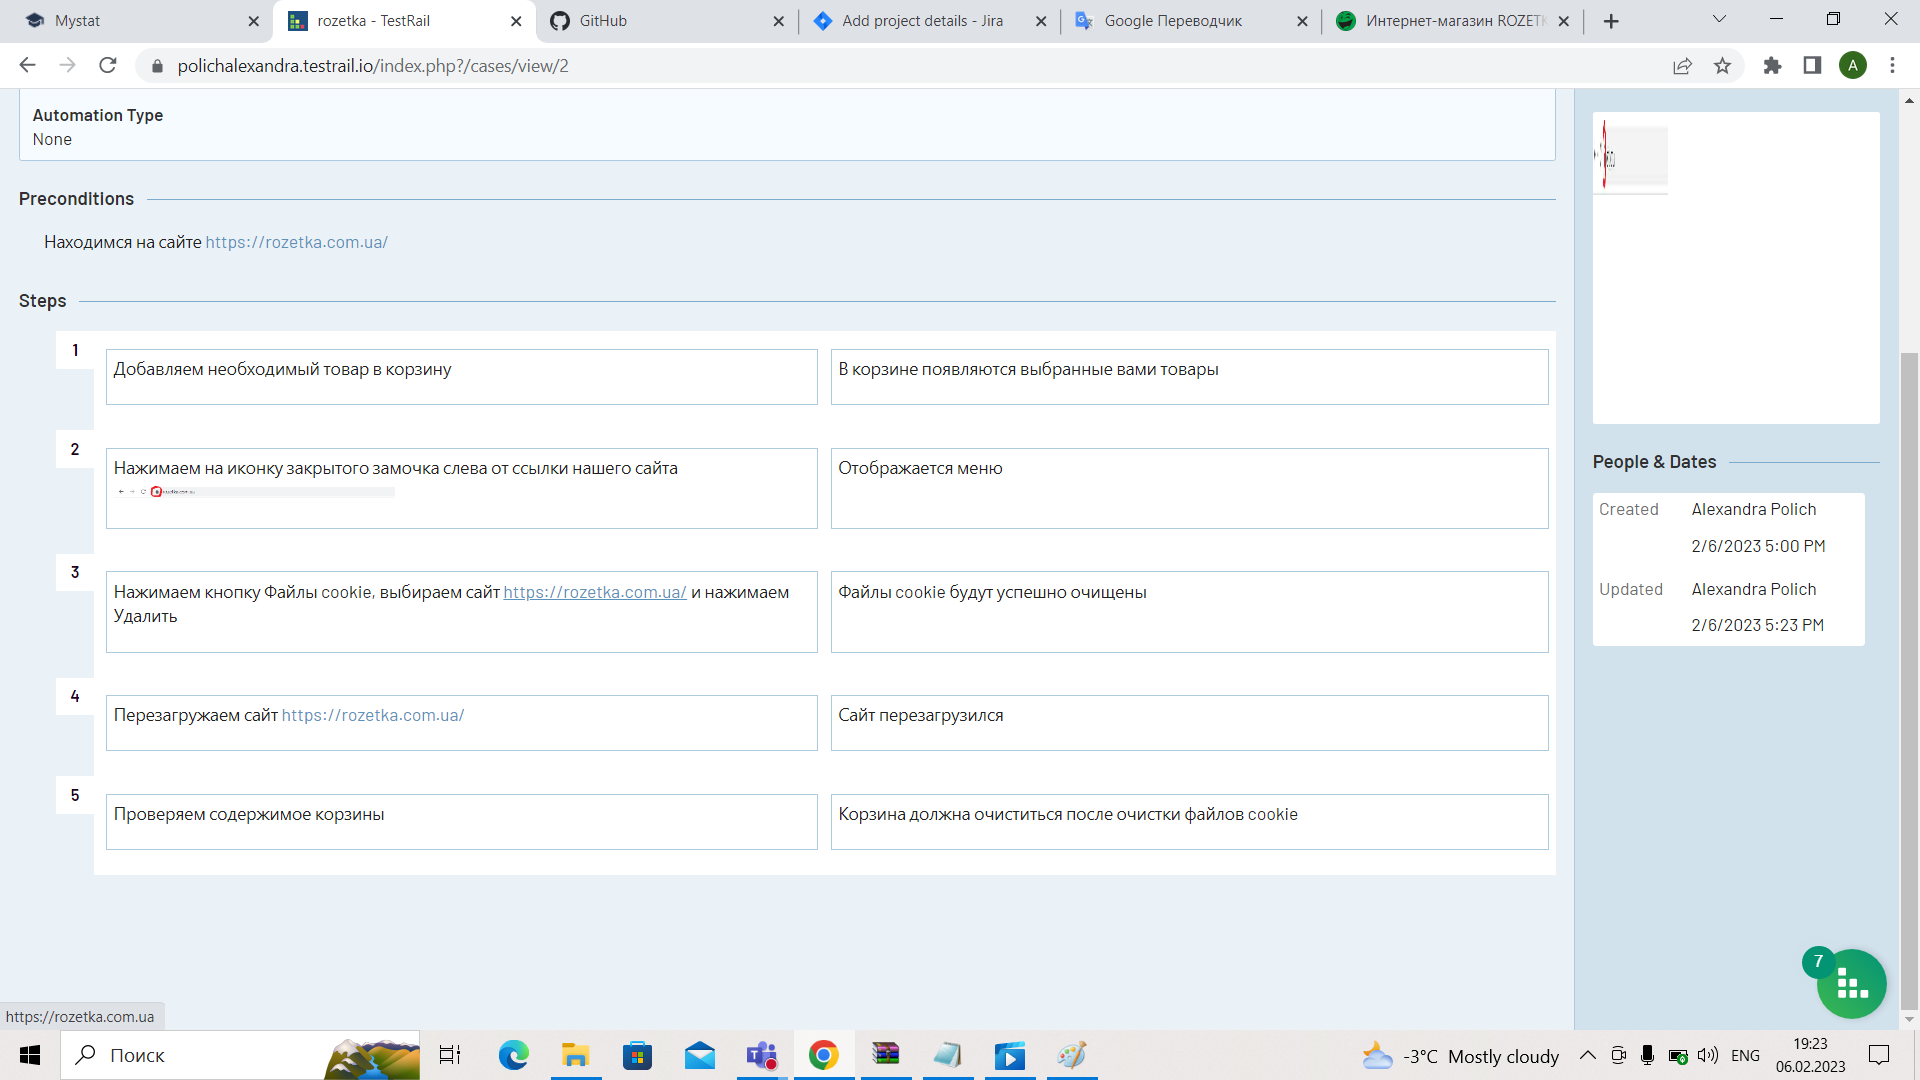 Mystat
rozetka - TestRail
GitHub
Add project details - Jira
Google Переводчик
Интернет-магазин ROZETK
polichalexandra.testrail.io/index.php?/cases/view/2
A
Automation Type
None
Preconditions
Находимся на сайте https://rozetka.com.ua/
Steps
1
Добавляем необходимый товар в корзину
В корзине появляются выбранные вами товары
2
Нажимаем на иконку закрытого замочка слева от ссылки нашего сайта
Отображается меню
3
Нажимаем кнопку Файлы cookie, выбираем сайт https://rozetka.com.ua/ и нажимаем
Удалить
Файлы cookie будут успешно очищены
4
Перезагружаем сайт https://rozetka.com.ua/
Сайт перезагрузился
5
Проверяем содержимое корзины
Корзина должна очиститься после очистки файлов cookie
People & Dates
Created
Alexandra Polich
2/6/2023 5:00 PM
Updated
Alexandra Polich
2/6/2023 5:23 PM
7
https://rozetka.com.ua
Поиск
-3°C Mostly cloudy
ENG
19:23
06.02.2023